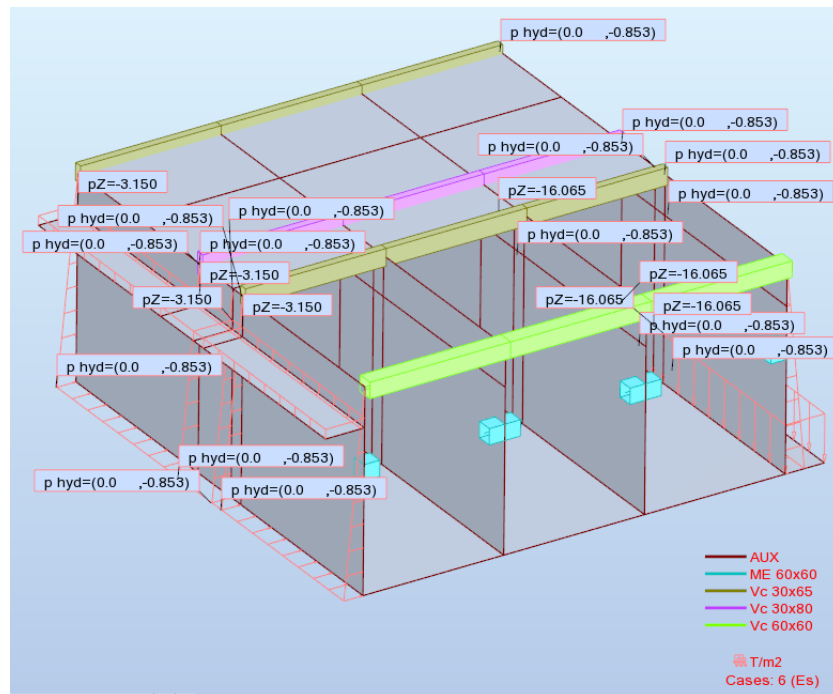 p hyd=(0.0 ,-0.853)
p hyd=(0.0 ,-0.853)
p hyd=(0.0 ,-0.853)
p hyd=(0.0 ,-0.853)
pZ=-3.150
pZ=-16.065
p hyd=(0.0 ,-0.853)
p hyd=(0.0 ,-0.853)
p hyd=(0.0 ,-0.853)
p hyd=(0.0 ,-0.853)
p hyd=(0.0 ,-0.853)
p hyd=(0.0 ,-0.853)
pZ=-3.150
pZ=-16.065
pZ=-3.150
pZ=-3.150
pZ=-16.065
pZ=-16.065
p hyd=(0.0 ,-0.853)
p hyd=(0.0 ,-0.853)
p hyd=(0.0 ,-0.853)
p hyd=(0.0 ,-0.853)
p hyd=(0.0 ,-0.853)
p hyd=(0.0 ,-0.853)
AUX
ME 60x60
Vc 30x65
Vc 30x80
Vc 60x60
T/m2
Cases: 6 (Es)